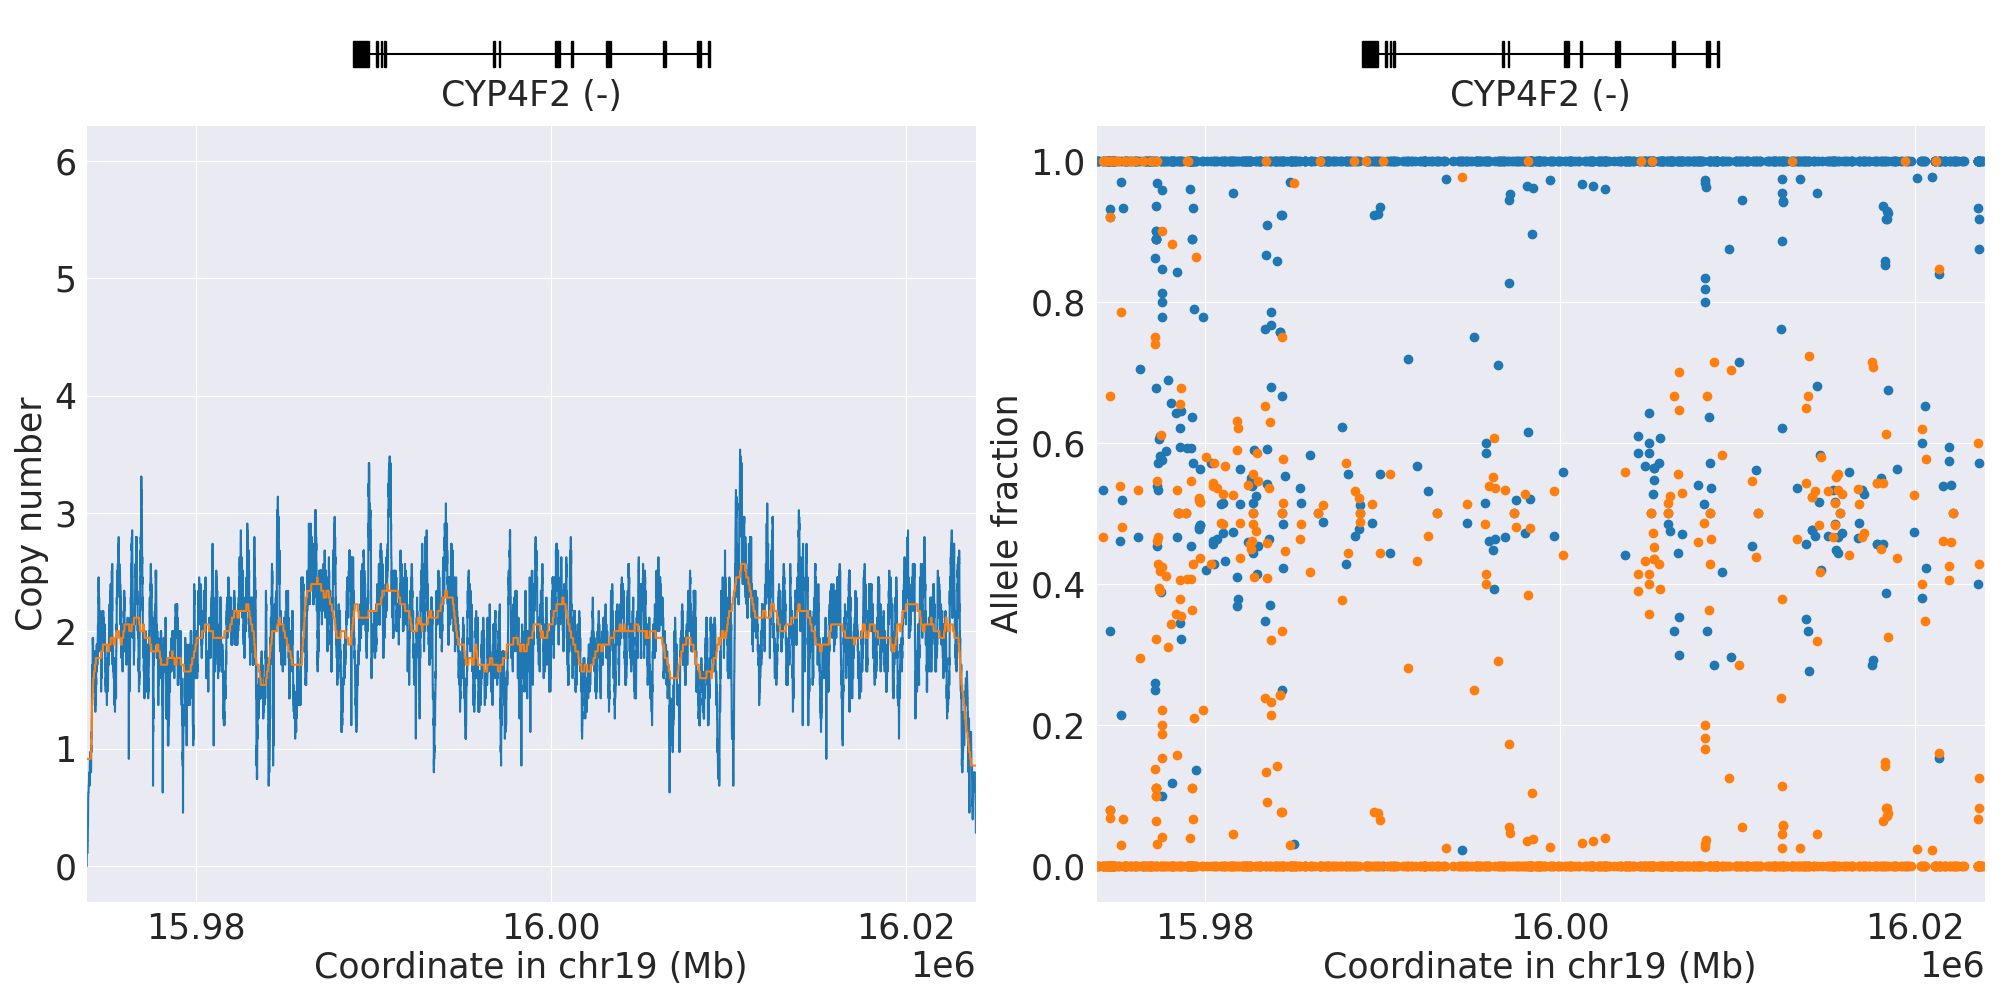 CYP4F2 (-)
Copy number
6
5
4
3
2
1
0
15.98
16.00
16.02
Coordinate in chr19 (Mb)
1e6
CYP4F2 (-)
Allele fraction
1.0
0.8
0.6
0.4
0.2
0.0
15.98
16.00
16.02
Coordinate in chr19 (Mb)
1e6